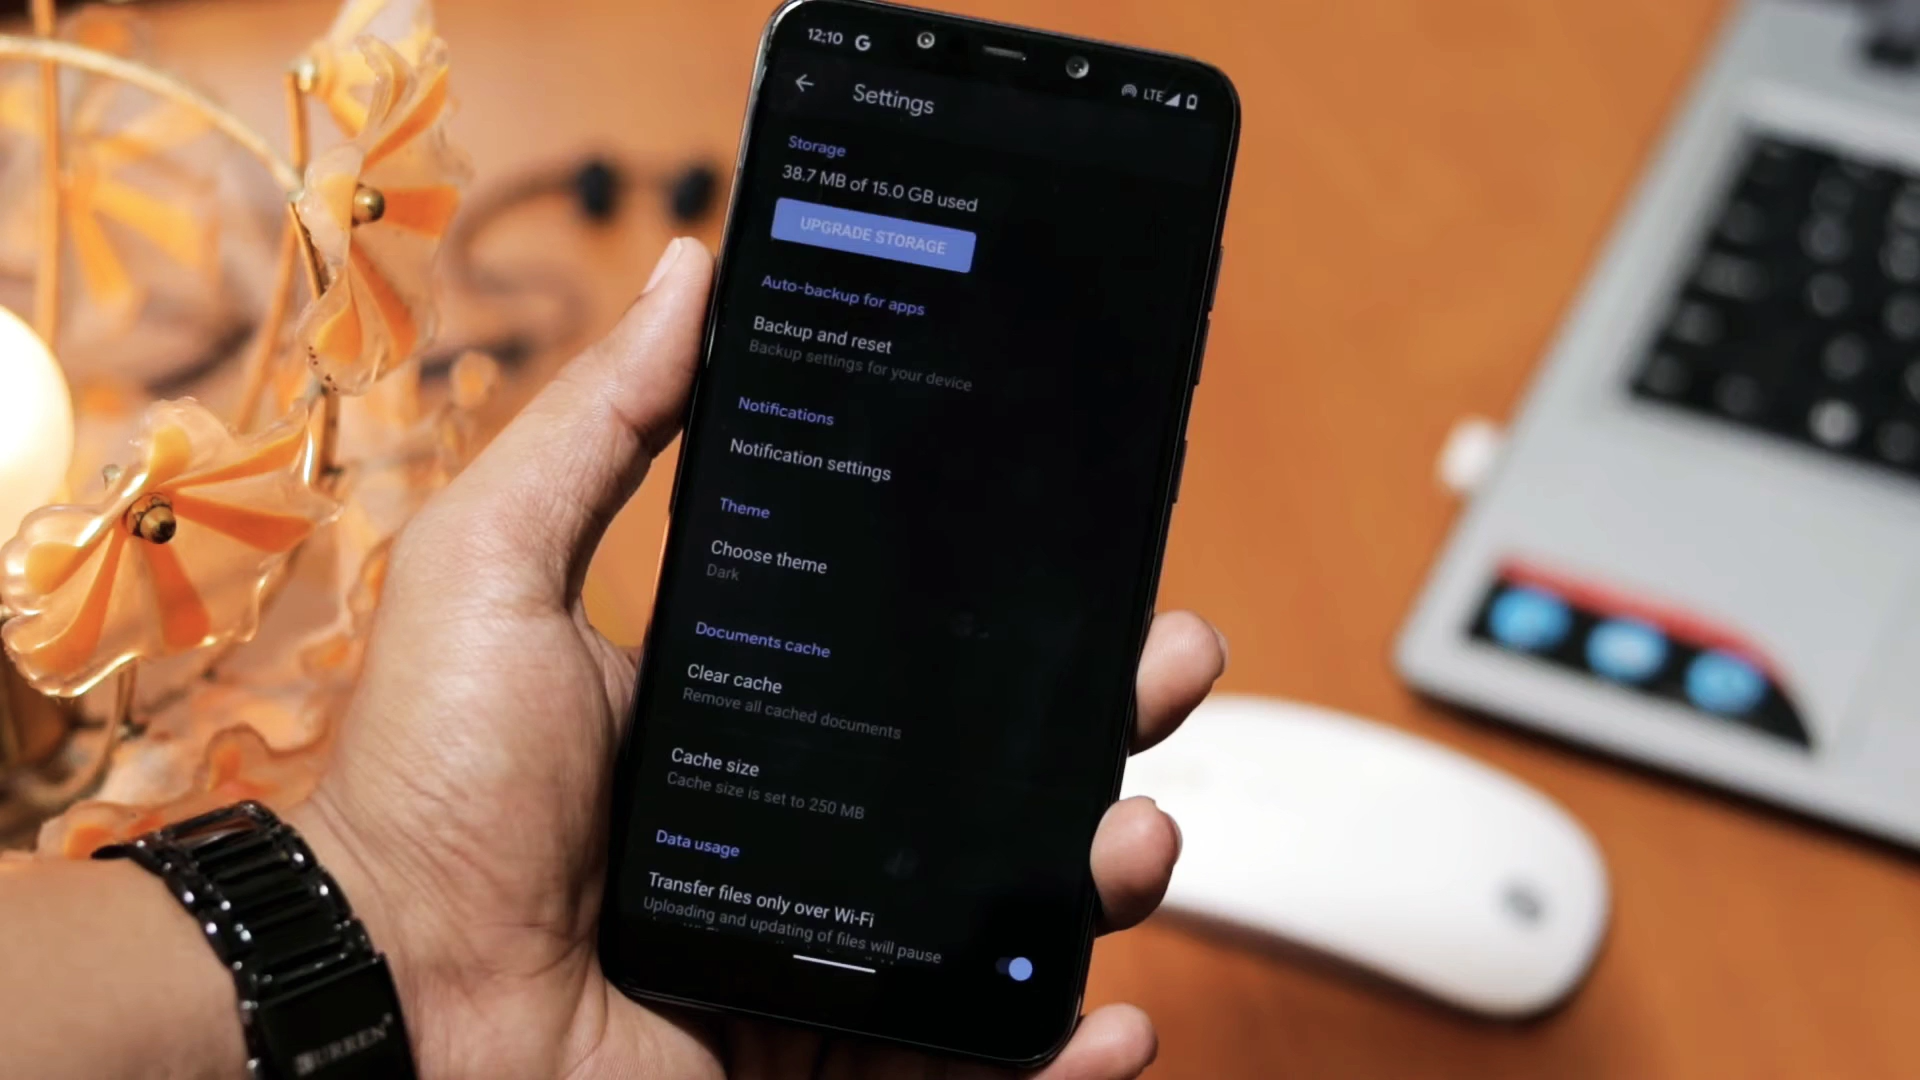 12:10 G
LTE
Settings
Storage
38.7 MB of 15.0 GB used
UPGRADE STORAGE
Auto-backup for apps
Backup and reset
Backup settings for your device
Notifications
Notification settings
Theme
Choose theme
Dark
Documents cache
Clear cache
Remove all cached documents
Cache size
Cache size is set to 250 MB
Data usage
Transfer files only over Wi-Fi
Uploading and updating of files will pause
CURREN